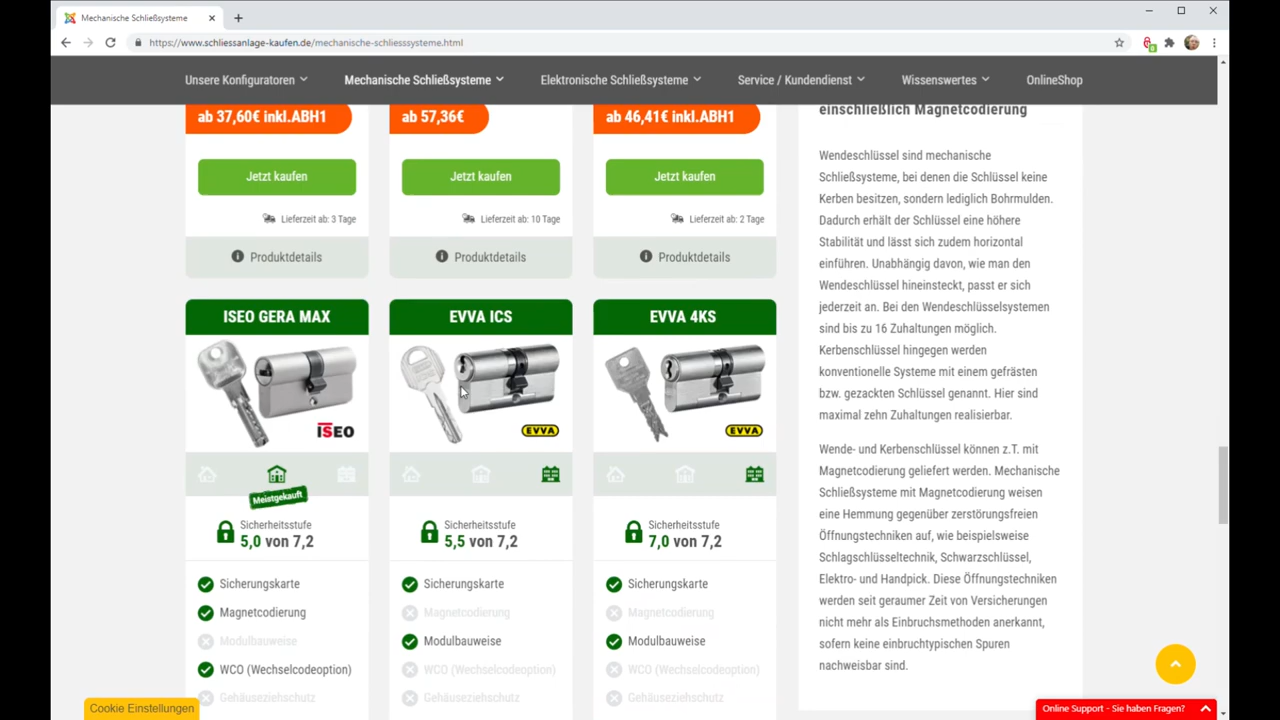 Mechanische Schließsysteme
https://www.schliessanlage-kaufen.de/mechanische-schliesssysteme.html
0
Unsere Konfiguratoren
Mechanische Schließsysteme
Elektronische Schließsysteme
Service / Kundendienst
Wissenswertes
OnlineShop
ab 37,60€ inkl.ABH1
Jetzt kaufen
Lieferzeit ab: 3 Tage
Produktdetails
ab 57,36€
Jetzt kaufen
Lieferzeit ab: 10 Tage
Produktdetails
ab 46,41€ inkl.ABH1
Jetzt kaufen
Lieferzeit ab: 2 Tage
Produktdetails
ISEO GERA MAX
ISEO
Meistgekauft
Sicherheitsstufe
5,0 von 7,2
Sicherungskarte
Magnetcodierung
Modulbauweise
WCO (Wechselcodeoption)
Gehäuseziehschutz
EVVA ICS
EVVA
Sicherheitsstufe
5,5 von 7,2
Sicherungskarte
Magnetcodierung
Modulbauweise
WCO (Wechselcodeoption)
Gehäuseziehschutz
EVVA 4KS
EVVA
Sicherheitsstufe
7,0 von 7,2
Sicherungskarte
Magnetcodierung
Modulbauweise
WCO (Wechselcodeoption)
Gehäuseziehschutz
einschließlich Magnetcodierung
Wendeschlüssel sind mechanische
Schließsysteme, bei denen die Schlüssel keine
Kerben besitzen, sondern lediglich Bohrmulden.
Dadurch erhält der Schlüssel eine höhere
Stabilität und lässt sich zudem horizontal
einführen. Unabhängig davon, wie man den
Wendeschlüssel hineinsteckt, passt er sich
jederzeit an. Bei den Wendeschlüsselsystemen
sind bis zu 16 Zuhaltungen möglich.
Kerbenschlüssel hingegen werden
konventionelle Systeme mit einem gefrästen
bzw. gezackten Schlüssel genannt. Hier sind
maximal zehn Zuhaltungen realisierbar.
Wende- und Kerbenschlüssel können z.T. mit
Magnetcodierung geliefert werden. Mechanische
Schließsysteme mit Magnetcodierung weisen
eine Hemmung gegenüber zerstörungsfreien
Öffnungstechniken auf, wie beispielsweise
Schlagschlüsseltechnik, Schwarzschlüssel,
Elektro- und Handpick. Diese Öffnungstechniken
werden seit geraumer Zeit von Versicherungen
nicht mehr als Einbruchsmethoden anerkannt,
sofern keine einbruchtypischen Spuren
nachweisbar sind.
Cookie Einstellungen
Online Support - Sie haben Fragen?